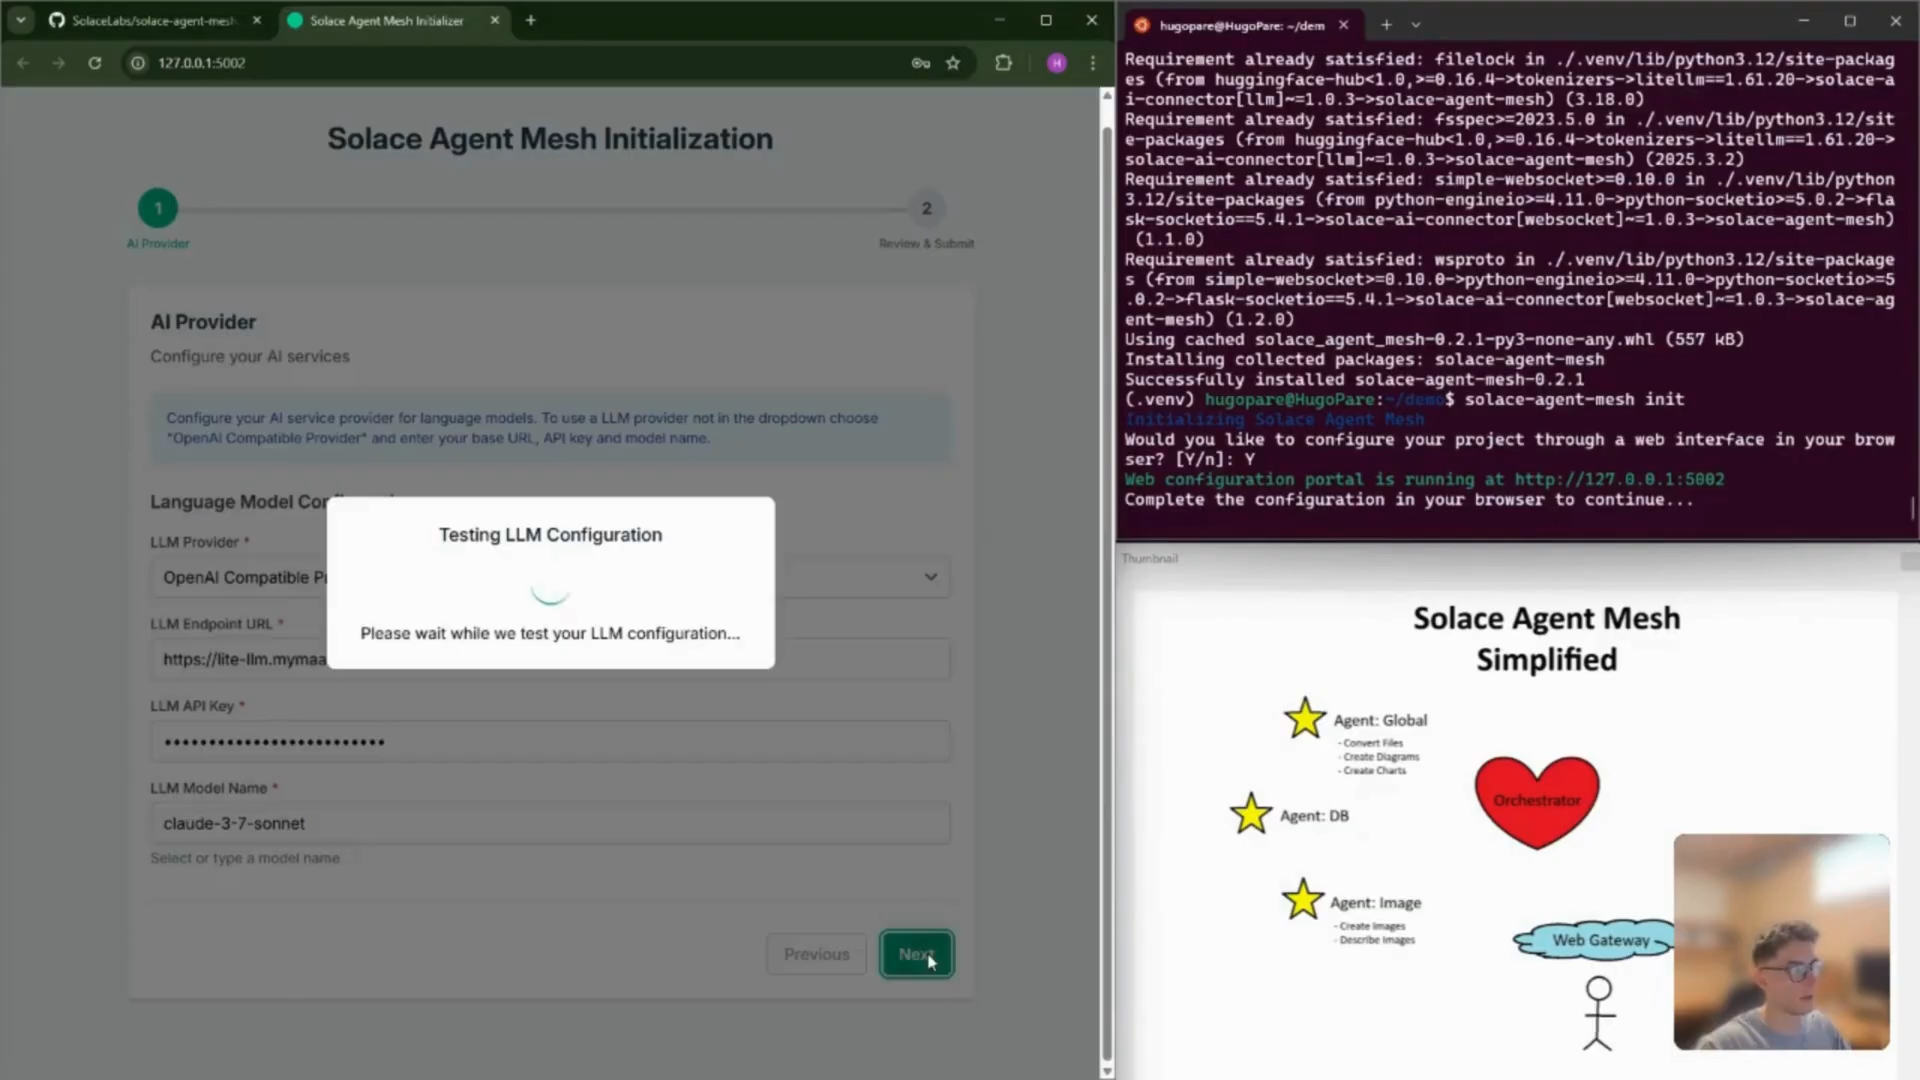 SolaceLabs/solace-agent-mesh
Solace Agent Mesh Initializer
127.0.0.1:5002
H
Solace Agent Mesh Initialization
1
2
AI Provider
Review & Submit
AI Provider
Configure your AI services
Configure your AI service provider for language models. To use a LLM provider not in the dropdown choose
"OpenAI Compatible Provider" and enter your base URL, API key and model name.
Language Model Cor
LLM Provider *
OpenAI Compatible P
LLM Endpoint URL *
https://lite-llm.mymaa
LLM API Key *
••••••••••••••••••••••••••
LLM Model Name *
claude-3-7-sonnet
Select or type a model name
Testing LLM Configuration
Please wait while we test your LLM configuration...
Previous
Next
hugopare@HugoPare: ~/dem
Requirement already satisfied: filelock in ./.venv/lib/python3.12/site-packag
es (from huggingface-hub<1.0,>=0.16.4->tokenizers->litellm==1.61.20->solace-a
i-connector[llm]~=1.0.3->solace-agent-mesh) (3.18.0)
Requirement already satisfied: fsspec>=2023.5.0 in ./.venv/lib/python3.12/sit
e-packages (from huggingface-hub<1.0,>=0.16.4->tokenizers->litellm==1.61.20->
solace-ai-connector[llm]~=1.0.3->solace-agent-mesh) (2025.3.2)
Requirement already satisfied: simple-websocket>=0.10.0 in ./.venv/lib/python
3.12/site-packages (from python-engineio>=4.11.0->python-socketio>=5.0.2->fla
sk-socketio==5.4.1->solace-ai-connector[websocket]~=1.0.3->solace-agent-mesh)
(1.1.0)
Requirement already satisfied: wsproto in ./.venv/lib/python3.12/site-package
s (from simple-websocket>=0.10.0->python-engineio>=4.11.0->python-socketio>=5
.0.2->flask-socketio==5.4.1->solace-ai-connector[websocket]~=1.0.3->solace-ag
ent-mesh) (1.2.0)
Using cached solace_agent_mesh-0.2.1-py3-none-any.whl (557 kB)
Installing collected packages: solace-agent-mesh
Successfully installed solace-agent-mesh-0.2.1
(.venv) hugopare@HugoPare:~/demo$ solace-agent-mesh init
Initializing Solace Agent Mesh
Would you like to configure your project through a web interface in your brow
ser? [Y/n]: Y
Web configuration portal is running at http://127.0.0.1:5002
Complete the configuration in your browser to continue...
Thumbnail
Solace Agent Mesh
Simplified
Agent: Global
- Convert Files
- Create Diagrams
- Create Charts
Orchestrator
Agent: DB
Agent: Image
- Create Images
- Describe Images
Web Gateway